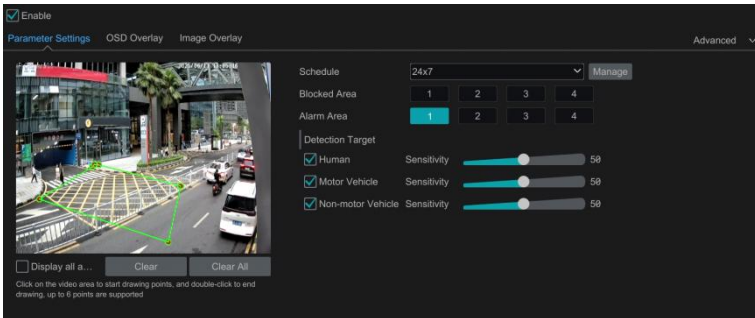 Enable
Parameter Settings OSD Overlay Image Overlay
Advanced
Schedule 24x7 Manage
Blocked Area 1 2 3 4
Alarm Area 1 2 3 4
Detection Target
Human Sensitivity 50
Motor Vehicle Sensitivity 50
Non-motor Vehicle Sensitivity 50
Display all a... Clear Clear All
Click on the video area to start drawing points, and double-click to end
drawing, up to 6 points are supported